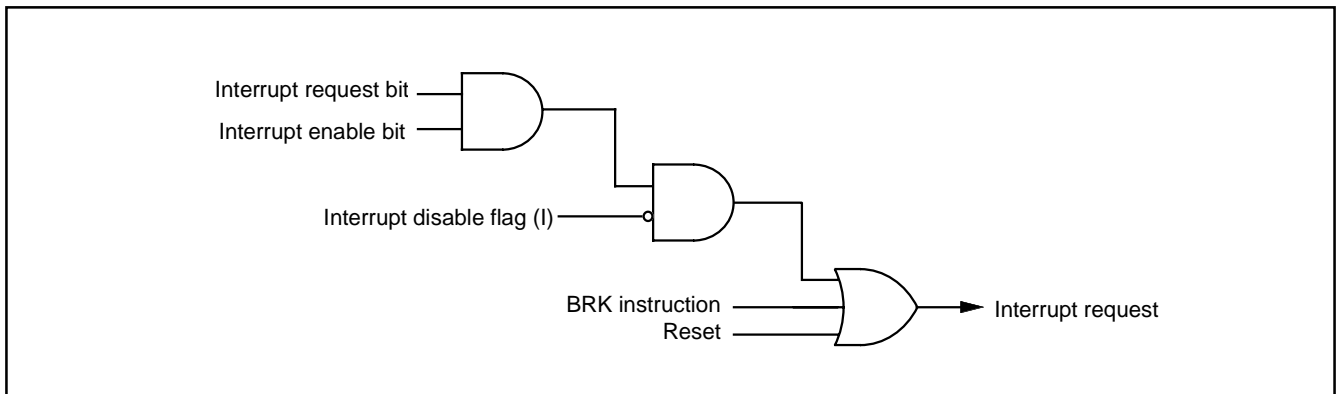 Interrupt request bit
Interrupt enable bit
Interrupt disable flag (I)
BRK instruction
Reset
Interrupt request